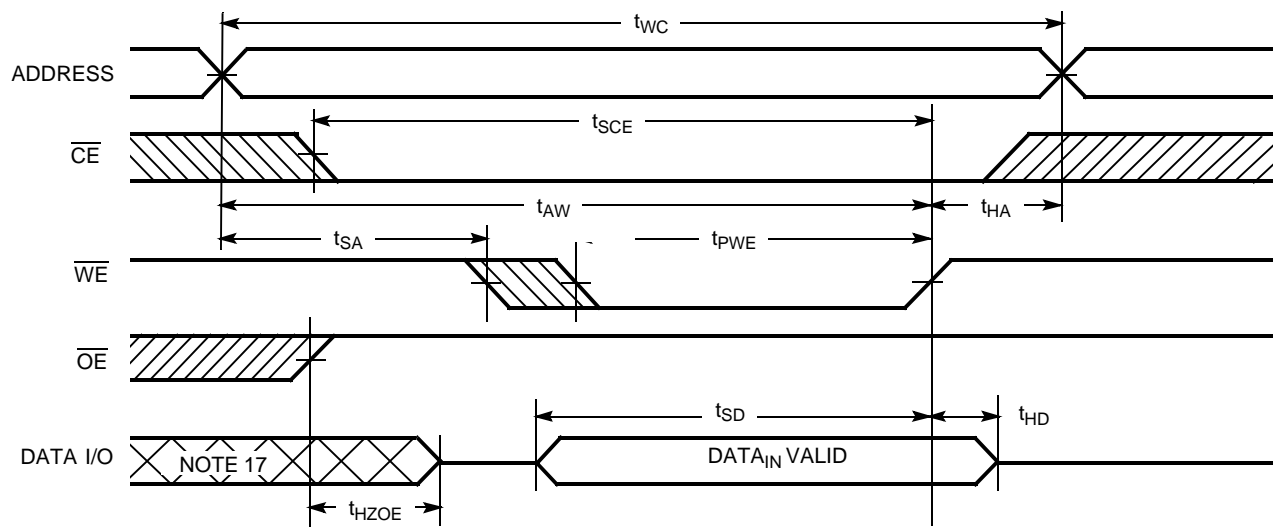 tWC
ADDRESS
tSCE
CE
tAW
tHA
tSA
tPWE
WE
OE
tSD
tHD
DATA I/O
NOTE 17
DATAIN VALID
tHZOE